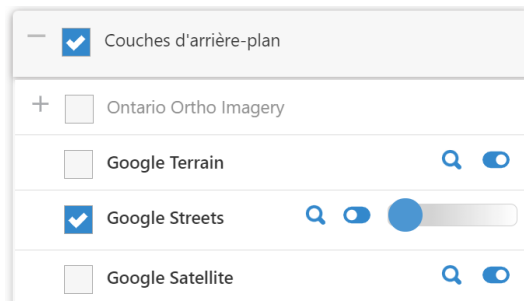 Couches d'arrière-plan
Ontario Ortho Imagery
Google Terrain
Google Streets
Google Satellite